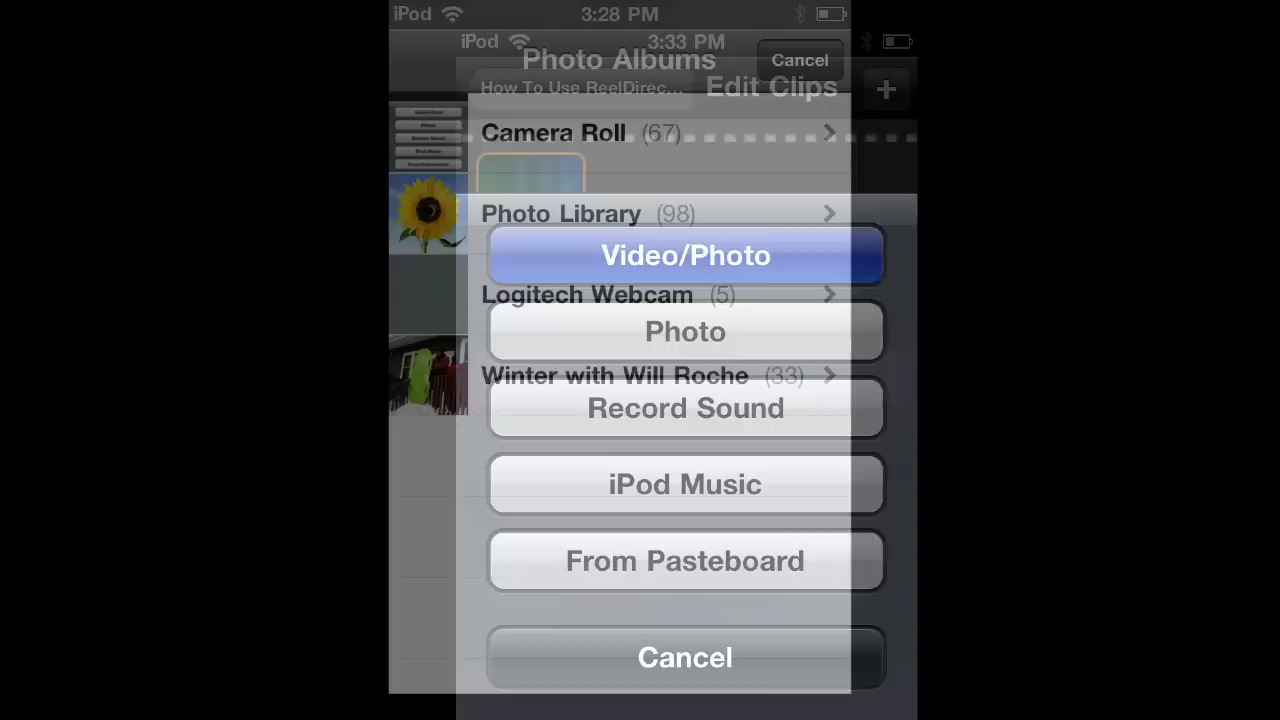 iPod 3:28 PM
iPod 3:33 PM
Photo Albums Cancel
How To Use ReelDirec... Edit Clips +
Camera Roll (67)
Photo Library (98)
Video/Photo
Logitech Webcam (5)
Photo
Winter with Will Roche (33)
Record Sound
iPod Music
From Pasteboard
Cancel